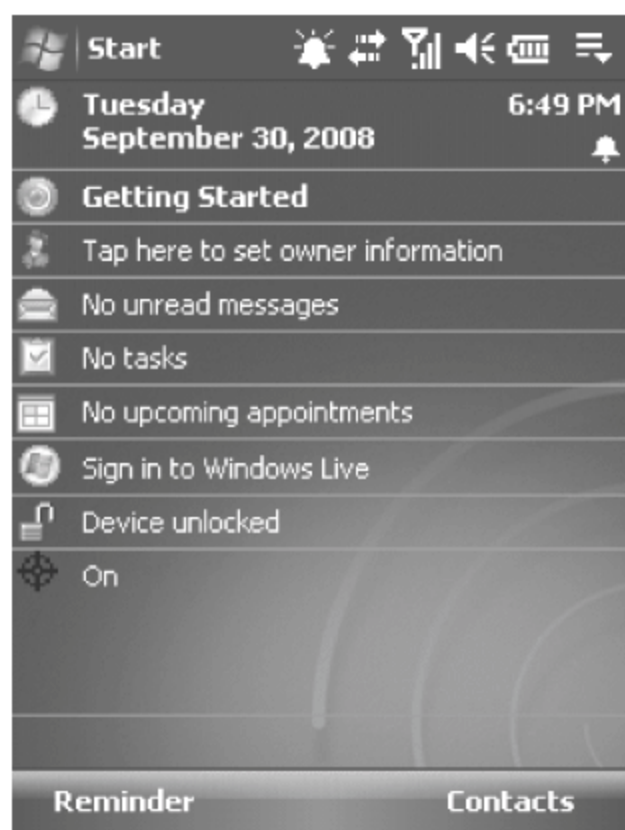 Start
Tuesday 6:49 PM
September 30, 2008
Getting Started
Tap here to set owner information
No unread messages
No tasks
No upcoming appointments
Sign in to Windows Live
Device unlocked
On
Reminder Contacts